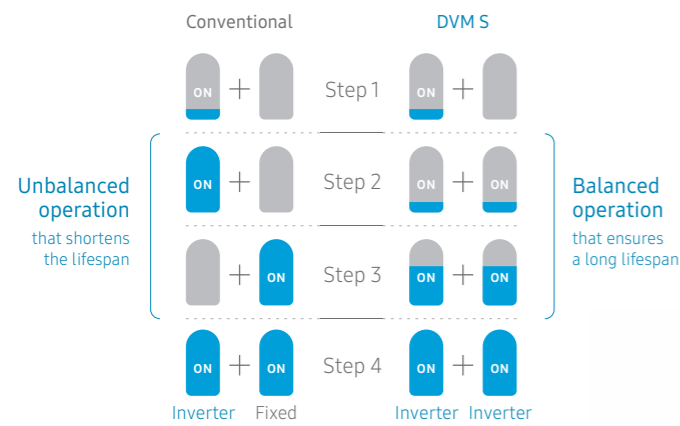 Conventional DVM S
ON + Step 1 ON +
Unbalanced
operation
that shortens
the lifespan
ON + Step 2 ON + ON
+ ON Step 3 ON + ON
Balanced
operation
that ensures
a long lifespan
ON + ON Step 4 ON + ON
Inverter Fixed Inverter Inverter